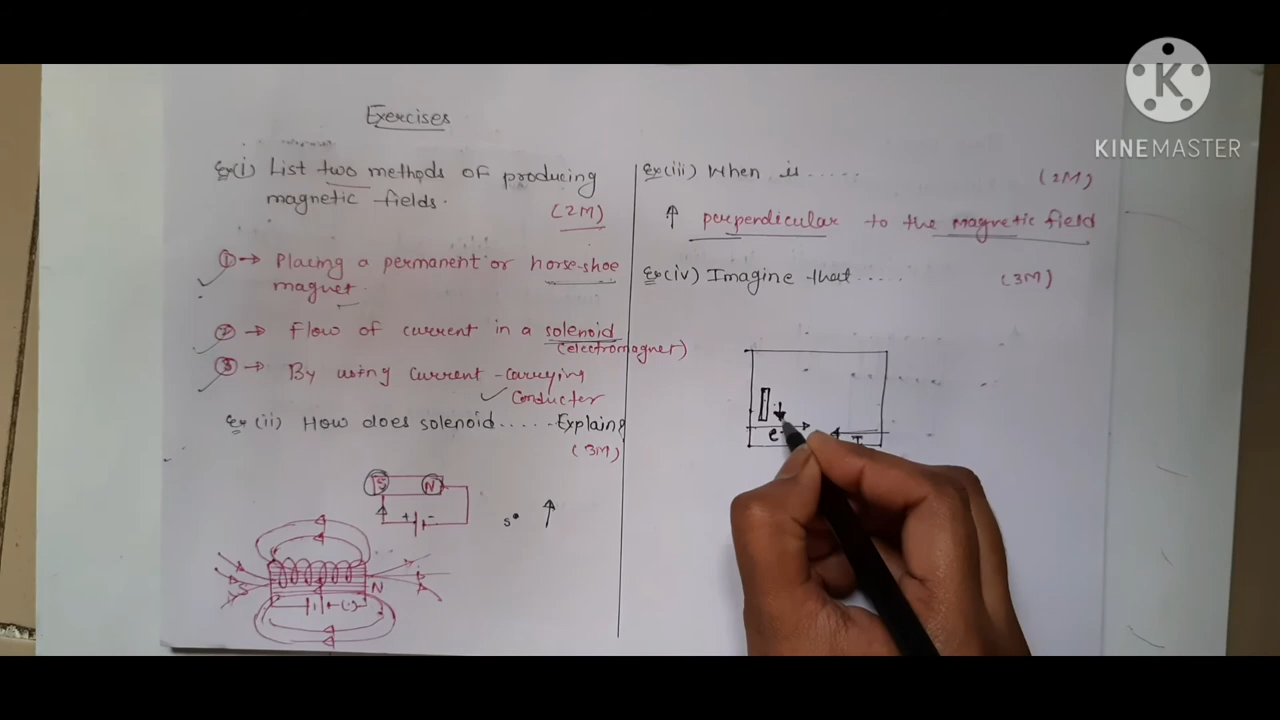 Exercises
Ex(i) List two methods of producing
magnetic fields.
(2M)
① → Placing a permanent or horse-shoe
magnet.
② → Flow of current in a solenoid
(electromagnet)
③ → By using current-carrying
Conductor
Ex(ii) How does solenoid.....Explain
(3M)
S N
+ -
5°
N
Ex(iii) When is.....
(2M)
perpendicular to the magnetic field
Ex(iv) Imagine that.....
(3M)
e-
I
K
KINEMASTER